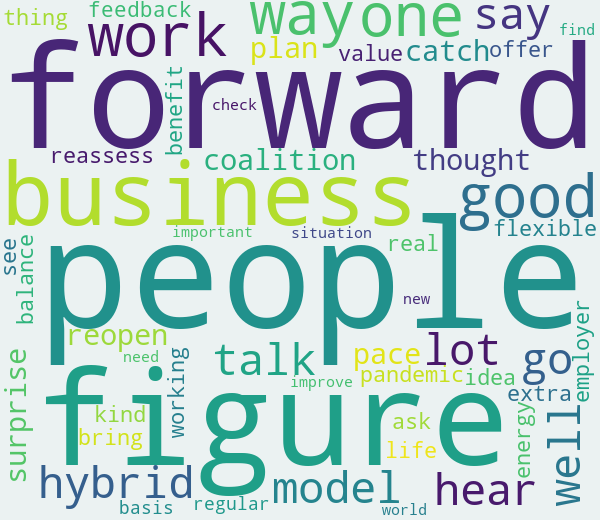 thing
feedback
way
one
say
find
work
plan
value
catch
offer
forward
benefit
check
reassess
coalition
thought
business
good
flexible
see
balance
important
situation
real
people
new
reopen
need
talk
pace
lot
go
employer
surprise
working
improve
pandemic
idea
extra
figure
kind
bring
ask
life
energy
well
hybrid
model
hear
basis
regular
world